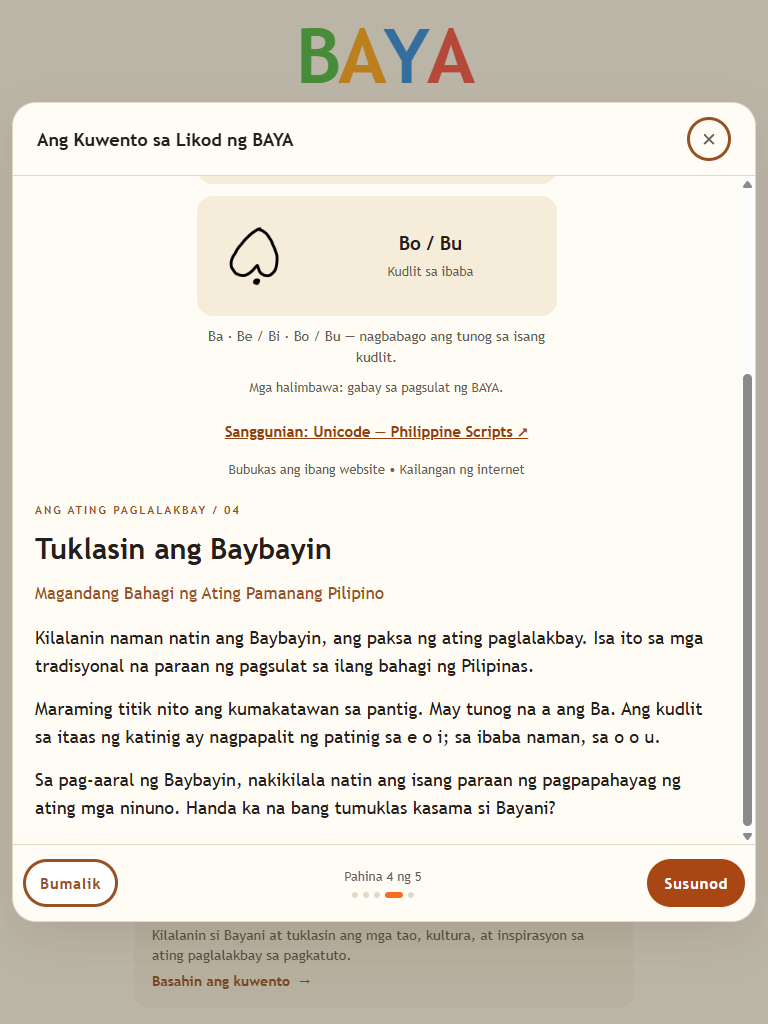 BAYA
Ang Kuwento sa Likod ng BAYA
ᜊᜓ
Bo / Bu
Kudlit sa ibaba
Ba · Be / Bi · Bo / Bu — nagbabago ang tunog sa isang
kudlit.
Mga halimbawa: gabay sa pagsulat ng BAYA.
Sanggunian: Unicode — Philippine Scripts ↗
Bubukas ang ibang website • Kailangan ng internet
ANG ATING PAGLALAKBAY / 04
Tuklasin ang Baybayin
Magandang Bahagi ng Ating Pamanang Pilipino
Kilalanin naman natin ang Baybayin, ang paksa ng ating paglalakbay. Isa ito sa mga
tradisyonal na paraan ng pagsulat sa ilang bahagi ng Pilipinas.
Maraming titik nito ang kumakatawan sa pantig. May tunog na a ang Ba. Ang kudlit
sa itaas ng katinig ay nagpapalit ng patinig sa e o i; sa ibaba naman, sa o o u.
Sa pag-aaral ng Baybayin, nakikilala natin ang isang paraan ng pagpapahayag ng
ating mga ninuno. Handa ka na bang tumuklas kasama si Bayani?
Bumalik
Pahina 4 ng 5
Susunod
Kilalanin si Bayani at tuklasin ang mga tao, kultura, at inspirasyon sa
ating paglalakbay sa pagkatuto.
Basahin ang kuwento →